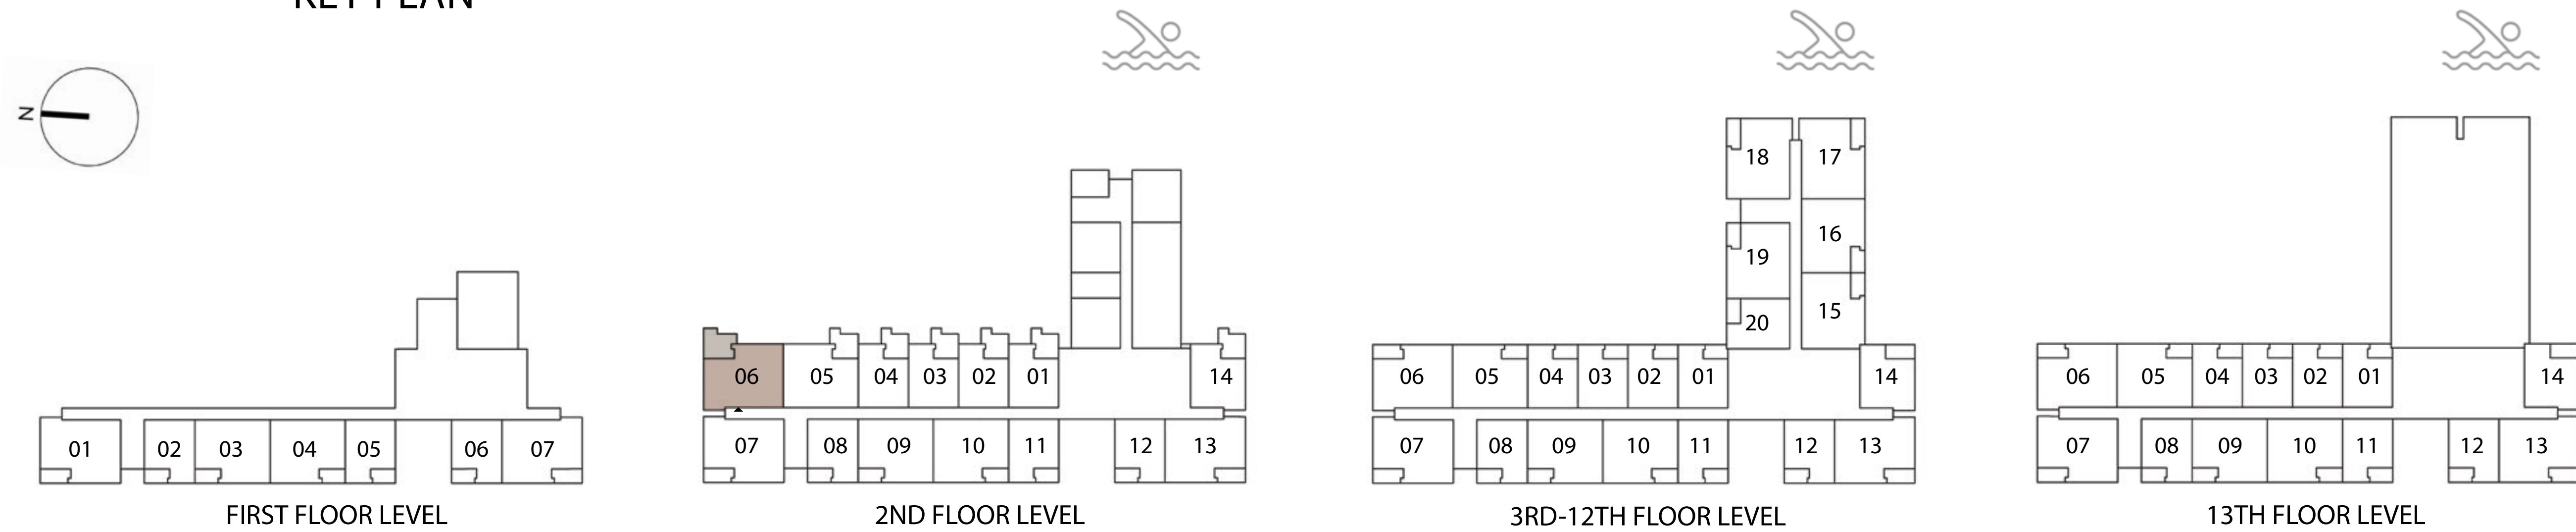 KEY PLAN
N
18 17
16
19
15
20
06 05 04 03 02 01 14
06 05 04 03 02 01 14
06 05 04 03 02 01 14
01 02 03 04 05 06 07
07 08 09 10 11 12 13
07 08 09 10 11 12 13
07 08 09 10 11 12 13
FIRST FLOOR LEVEL
2ND FLOOR LEVEL
3RD-12TH FLOOR LEVEL
13TH FLOOR LEVEL